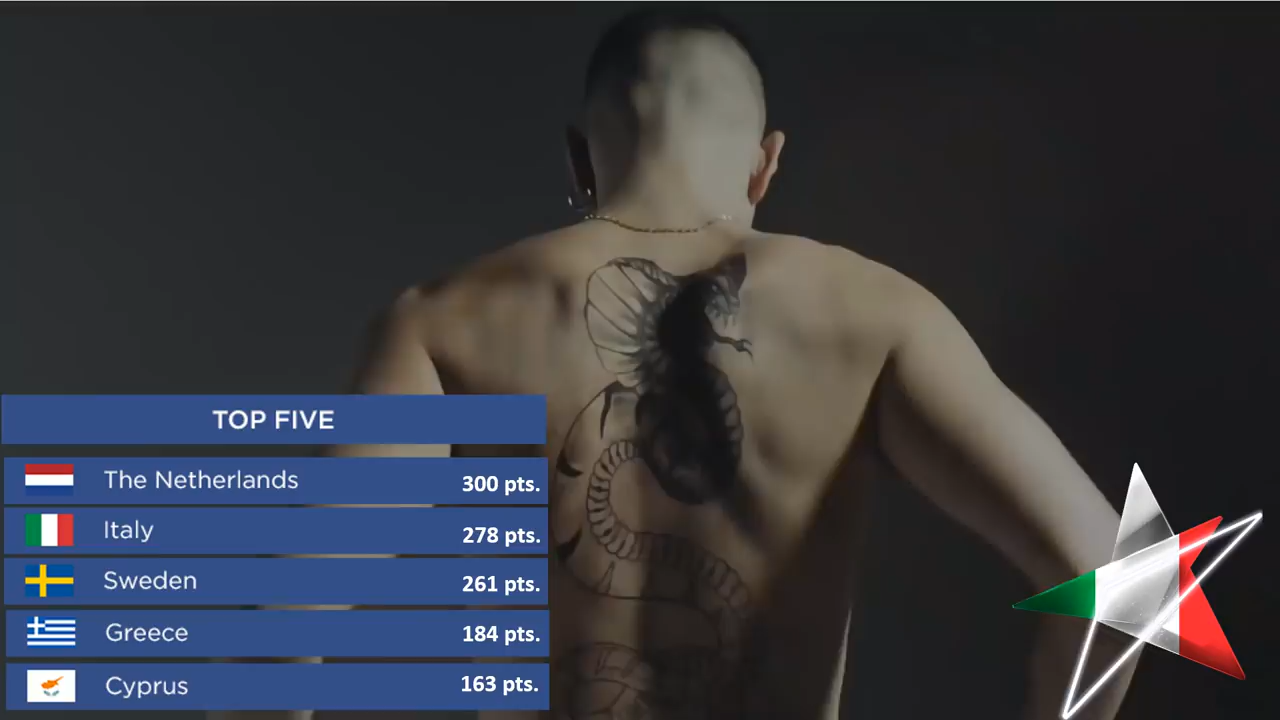 TOP FIVE
The Netherlands 300 pts.
Italy 278 pts.
Sweden 261 pts.
Greece 184 pts.
Cyprus 163 pts.